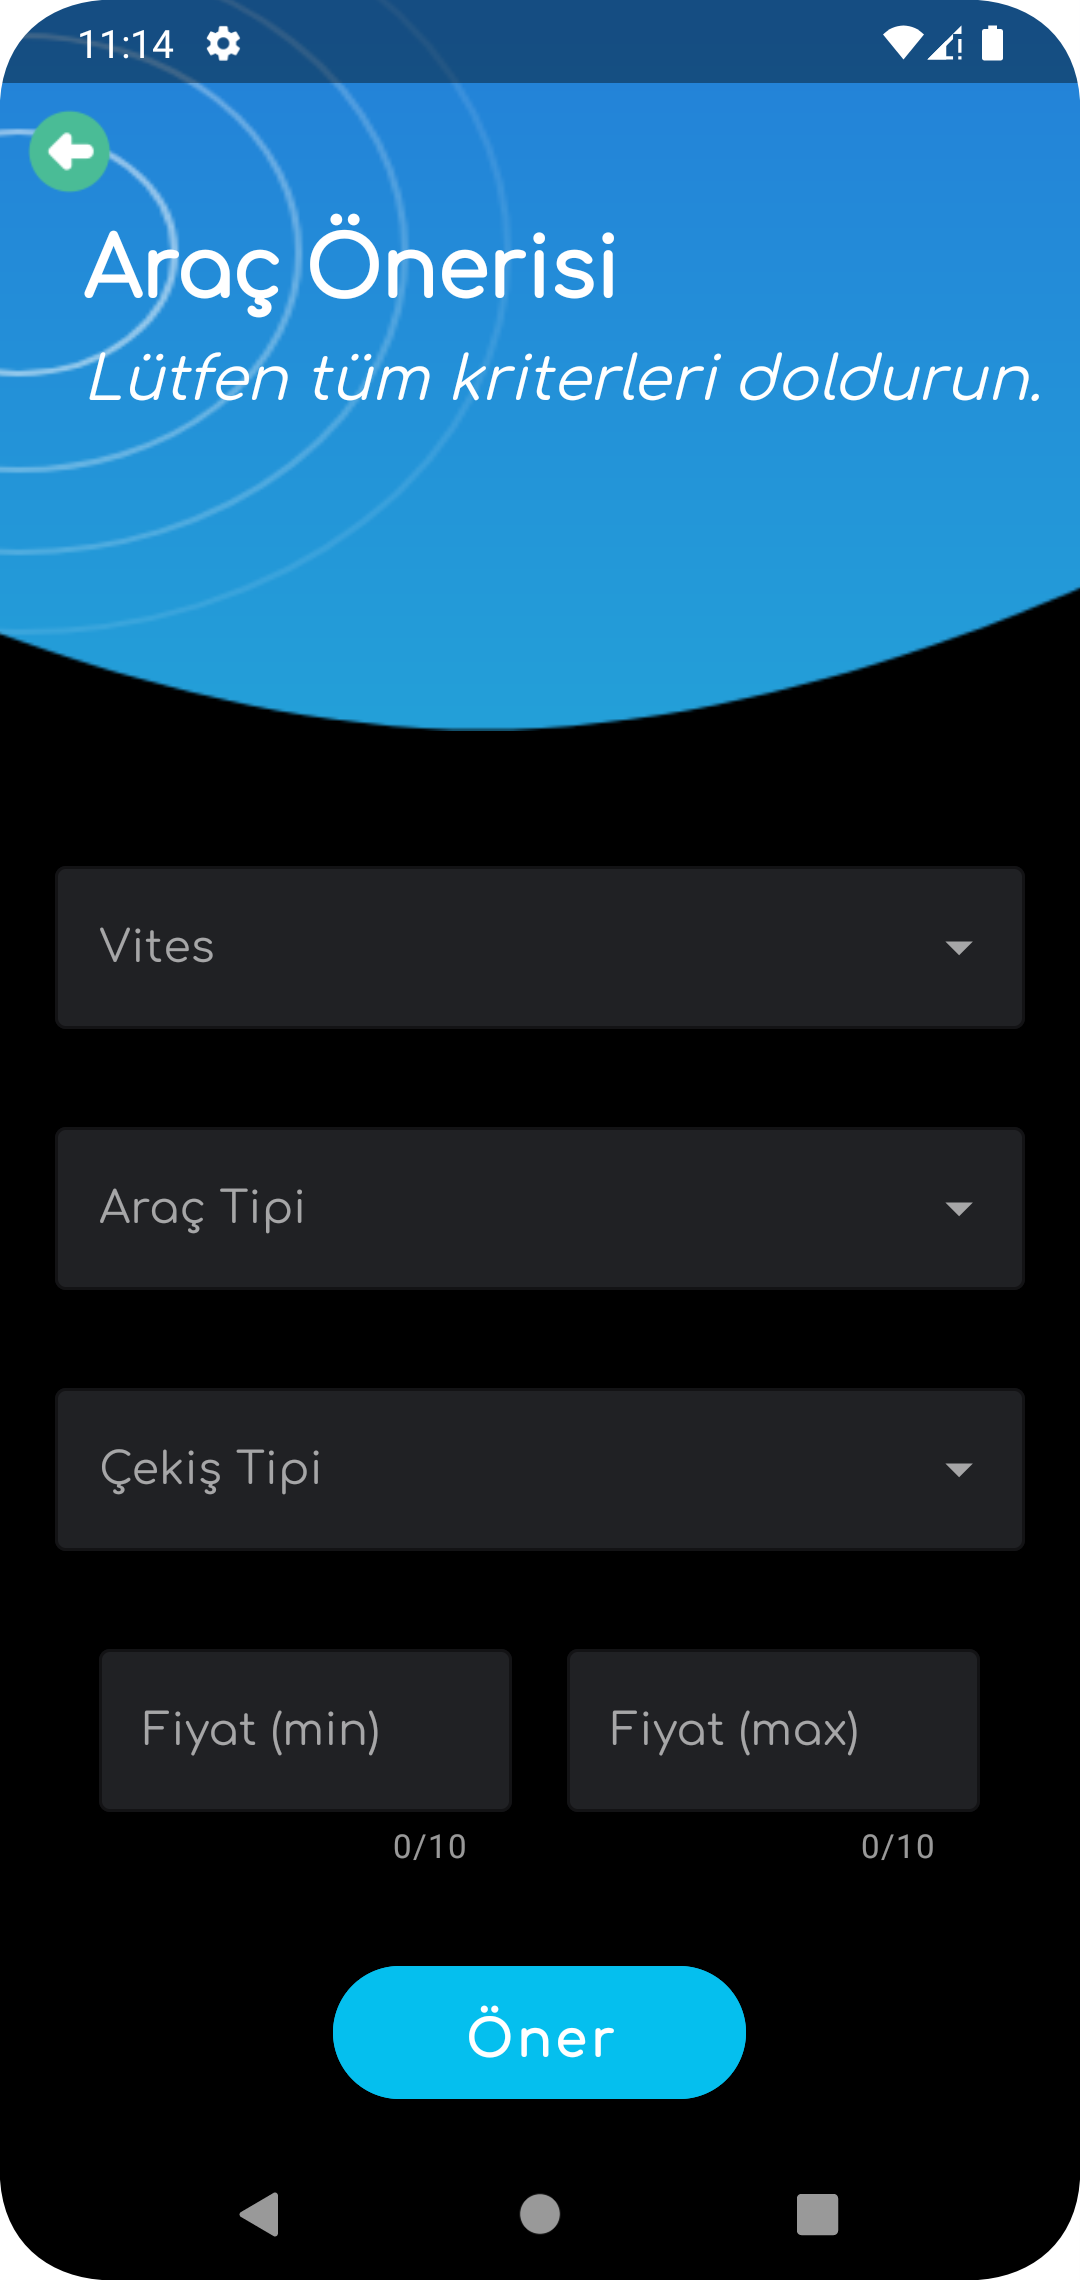 11:14
Araç Önerisi
Lütfen tüm kriterleri doldurun.
Vites
Araç Tipi
Çekiş Tipi
Fiyat (min) Fiyat (max)
0/10 0/10
Öner